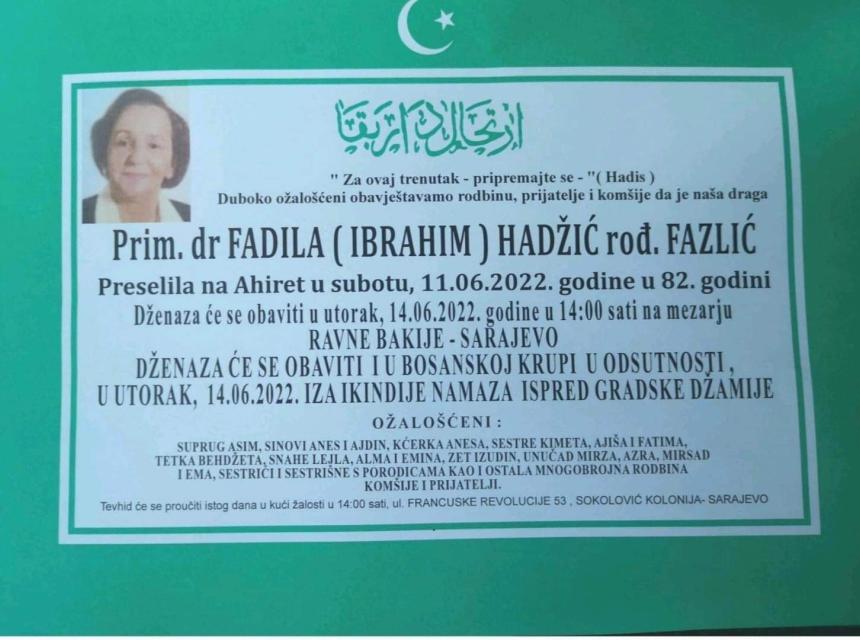 ارتحال دار بقا
" Za ovaj trenutak - pripremajte se - "( Hadis )
Duboko ožalošćeni obavještavamo rodbinu, prijatelje i komšije da je naša draga
Prim. dr FADILA ( IBRAHIM ) HADŽIĆ rođ. FAZLIĆ
Preselila na Ahiret u subotu, 11.06.2022. godine u 82. godini
Dženaza će se obaviti u utorak, 14.06.2022. godine u 14:00 sati na mezarju
RAVNE BAKIJE - SARAJEVO
DŽENAZA ĆE SE OBAVITI I U BOSANSKOJ KRUPI U ODSUTNOSTI ,
U UTORAK, 14.06.2022. IZA IKINDIJE NAMAZA ISPRED GRADSKE DŽAMIJE
OŽALOŠĆENI :
SUPRUG ASIM, SINOVI ANES I AJDIN, KĆERKA ANESA, SESTRE KIMETA, AJIŠA I FATIMA,
TETKA BEHDŽETA, SNAHE LEJLA, ALMA I EMINA, ZET IZUDIN, UNUČAD MIRZA, AZRA, MIRSAD
I EMA, SESTRIĆI I SESTRIŠNE S PORODICAMA KAO I OSTALA MNOGOBROJNA RODBINA
KOMŠIJE I PRIJATELJI.
Tevhid će se proučiti istog dana u kući žalosti u 14:00 sati, ul. FRANCUSKE REVOLUCIJE 53 , SOKOLOVIĆ KOLONIJA- SARAJEVO